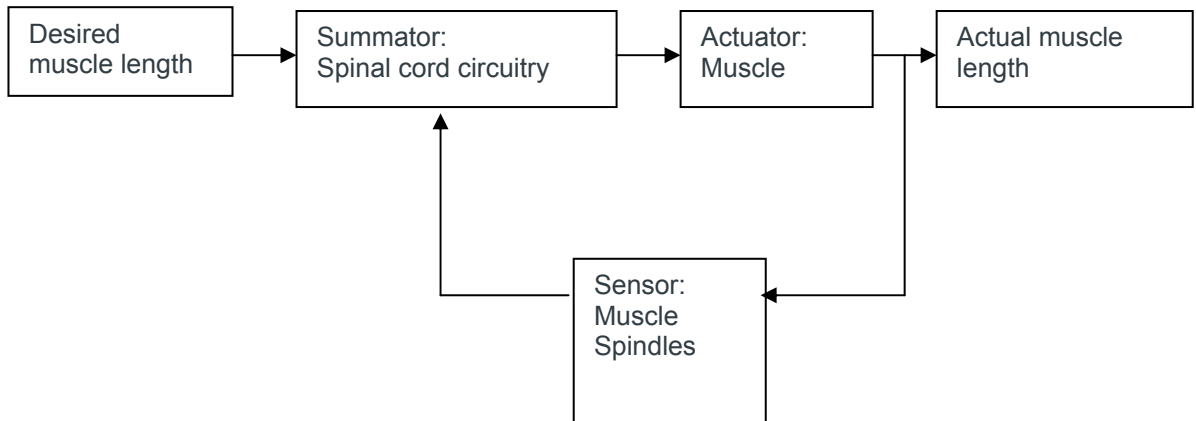 Desired
muscle length
Summator:
Spinal cord circuitry
Actuator:
Muscle
Actual muscle
length
Sensor:
Muscle
Spindles